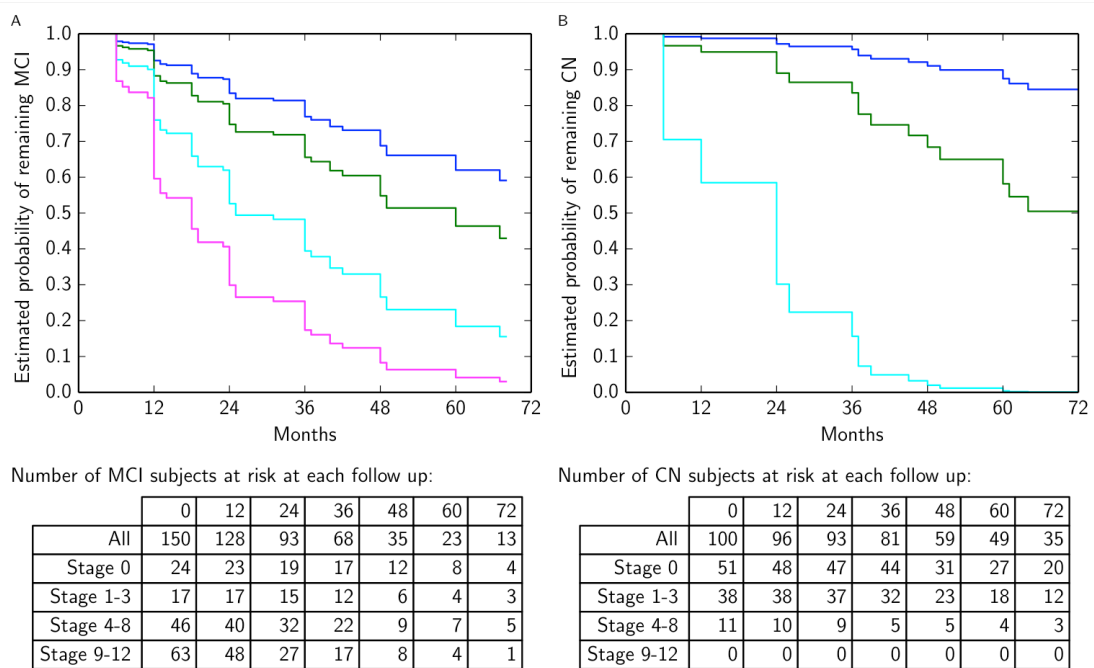 A
Estimated probability of remaining MCI
1.0
0.9
0.8
0.7
0.6
0.5
0.4
0.3
0.2
0.1
0.0
0 12 24 36 48 60 72
Months
Number of MCI subjects at risk at each follow up:
0 12 24 36 48 60 72
All 150 128 93 68 35 23 13
Stage 0 24 23 19 17 12 8 4
Stage 1-3 17 17 15 12 6 4 3
Stage 4-8 46 40 32 22 9 7 5
Stage 9-12 63 48 27 17 8 4 1
B
Estimated probability of remaining CN
1.0
0.9
0.8
0.7
0.6
0.5
0.4
0.3
0.2
0.1
0.0
0 12 24 36 48 60 72
Months
Number of CN subjects at risk at each follow up:
0 12 24 36 48 60 72
All 100 96 93 81 59 49 35
Stage 0 51 48 47 44 31 27 20
Stage 1-3 38 38 37 32 23 18 12
Stage 4-8 11 10 9 5 5 4 3
Stage 9-12 0 0 0 0 0 0 0